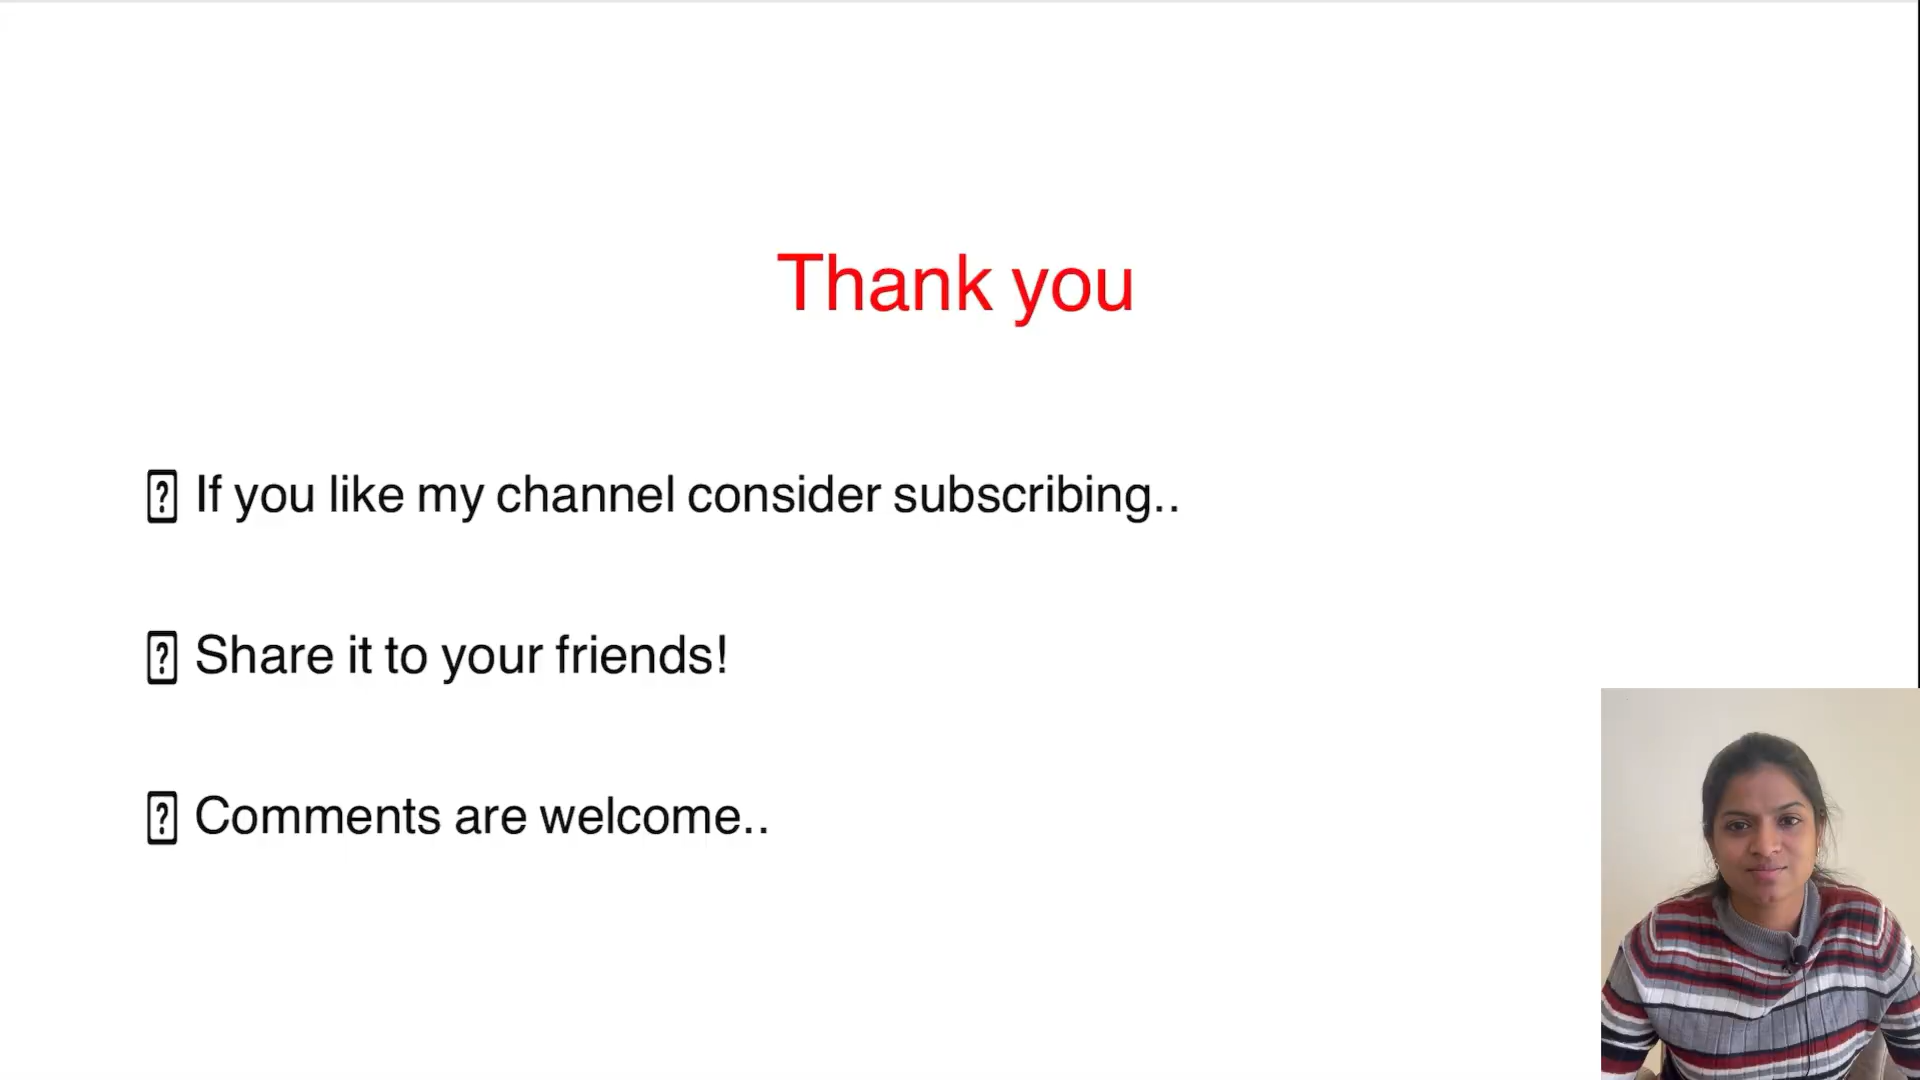 Thank you
⍰ If you like my channel consider subscribing..
⍰ Share it to your friends!
⍰ Comments are welcome..